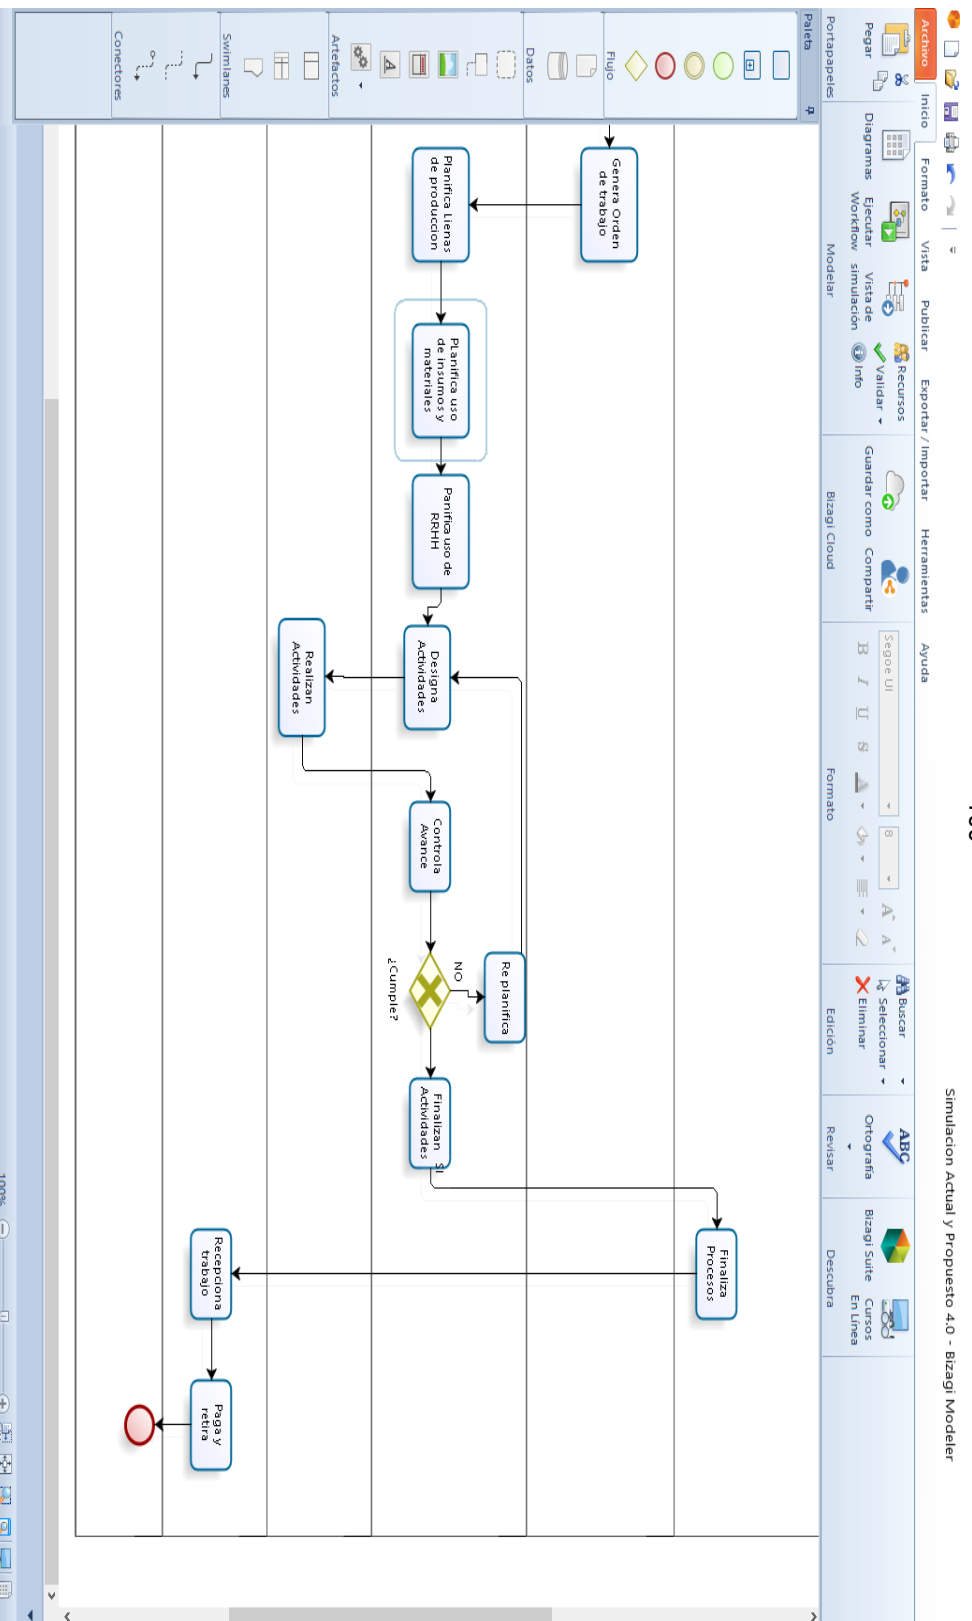 Simulacion Actual y Propuesto 4.0 - Bizagi Modeler
Archivo
Inicio
Formato
Vista
Publicar
Exportar / Importar
Herramientas
Ayuda
Pegar
Portapapeles
Diagramas
Ejecutar
Workflow
Vista de
simulación
Recursos
Validar
Info
Modelar
Guardar como
Compartir
Bizagi Cloud
Segoe UI
8
B I U S A A A
Formato
Buscar
Seleccionar
Eliminar
Edición
ABC
Ortografía
Revisar
Bizagi Suite
Cursos
En Línea
Descubra
Paleta
Flujo
Datos
Artefactos
A
Swimlanes
Conectores
Genera Orden
de trabajo
Planifica Lienas
de produccion
PLanifica uso
de insumos y
materiales
Panifica uso de
RRHH
Designa
Actividades
Realizan
Actividades
Controla
Avance
¿Cumple?
NO
Re planifica
Finalizan
Actividades
SI
Finaliza
Procesos
Recepciona
trabajo
Paga y
retira
100%